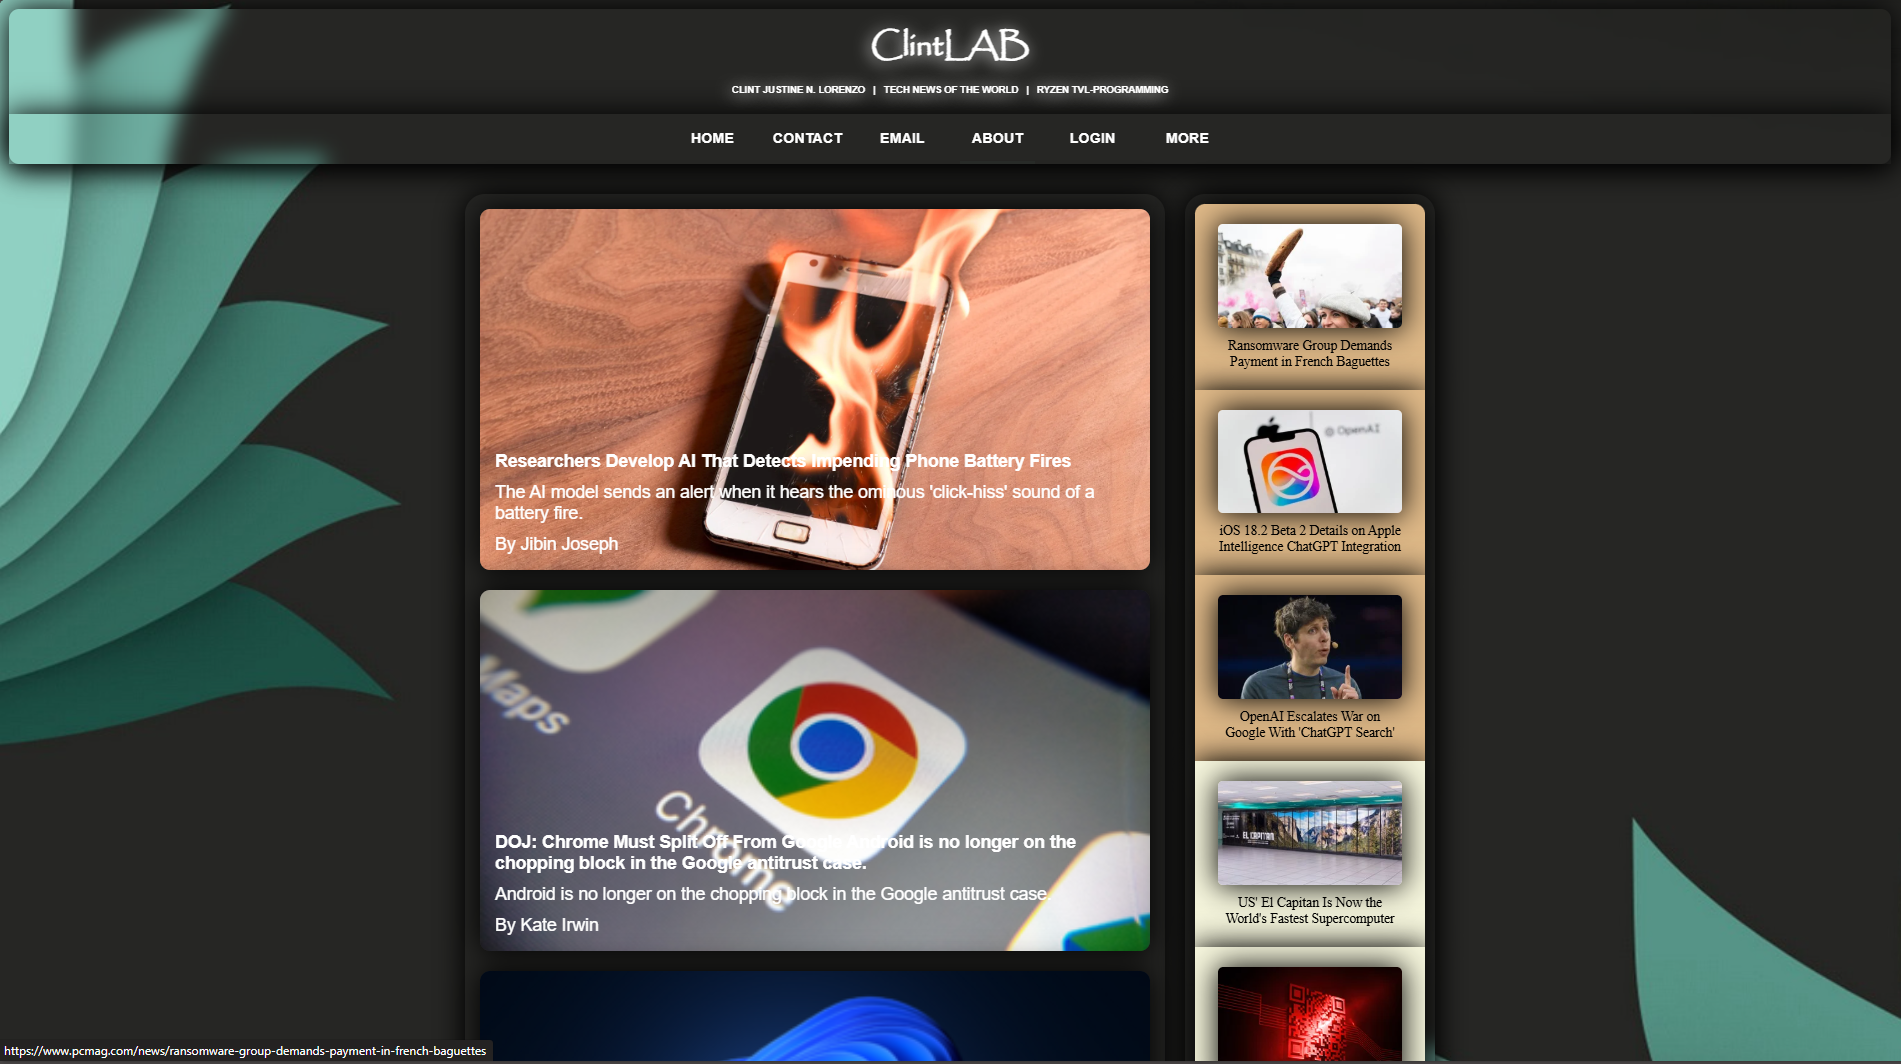 ClintLAB
CLINT JUSTINE N. LORENZO | TECH NEWS OF THE WORLD | RYZEN TVL-PROGRAMMING
HOME CONTACT EMAIL ABOUT LOGIN MORE
Researchers Develop AI That Detects Impending Phone Battery Fires
The AI model sends an alert when it hears the ominous 'click-hiss' sound of a
battery fire.
By Jibin Joseph
Maps
Chrome
DOJ: Chrome Must Split Off From Google Android is no longer on the
chopping block in the Google antitrust case.
Android is no longer on the chopping block in the Google antitrust case.
By Kate Irwin
Ransomware Group Demands
Payment in French Baguettes
OpenAI
iOS 18.2 Beta 2 Details on Apple
Intelligence ChatGPT Integration
OpenAI Escalates War on
Google With 'ChatGPT Search'
EL CAPITAN
US' El Capitan Is Now the
World's Fastest Supercomputer
https://www.pcmag.com/news/ransomware-group-demands-payment-in-french-baguettes